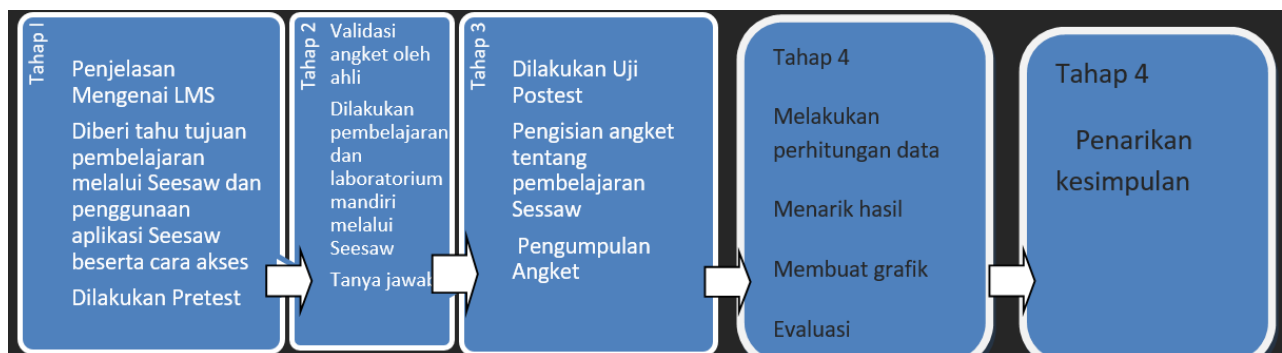 Tahap I
Penjelasan
Mengenai LMS
Diberi tahu tujuan
pembelajaran
melalui Seesaw dan
penggunaan
aplikasi Seesaw
beserta cara akses
Dilakukan Pretest
Tahap 2
Validasi
angket oleh
ahli
Dilakukan
pembelajaran
dan
laboratorium
mandiri
melalui
Seesaw
Tanya jawab
Tahap 3
Dilakukan Uji
Postest
Pengisian angket
tentang
pembelajaran
Sessaw
Pengumpulan
Angket
Tahap 4
Melakukan
perhitungan data
Menarik hasil
Membuat grafik
Evaluasi
Tahap 4
Penarikan
kesimpulan